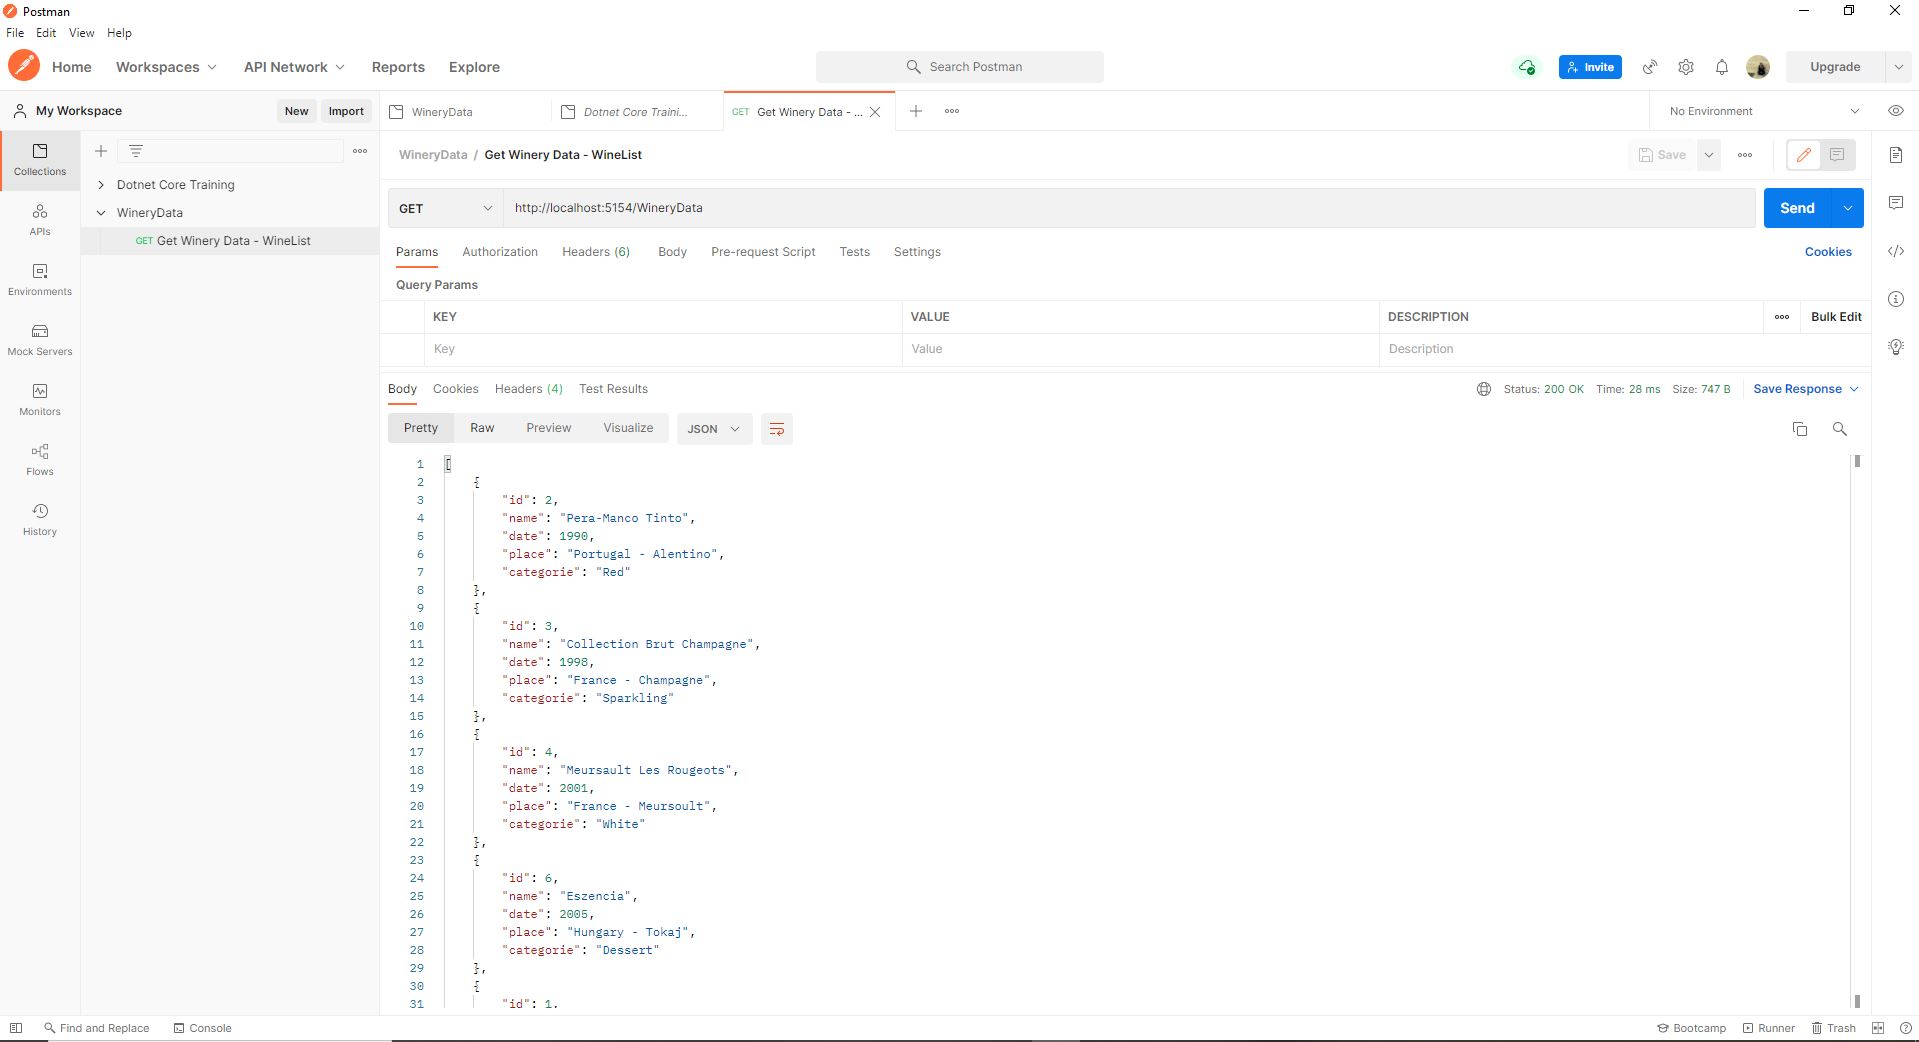 Postman
File Edit View Help
Home Workspaces API Network Reports Explore Search Postman Invite Upgrade
My Workspace New Import WineryData Dotnet Core Traini... GET Get Winery Data - ... No Environment
Collections
APIs
Environments
Mock Servers
Monitors
Flows
History
Dotnet Core Training
WineryData
GET Get Winery Data - WineList
WineryData / Get Winery Data - WineList Save
GET http://localhost:5154/WineryData Send
Params Authorization Headers (6) Body Pre-request Script Tests Settings Cookies
Query Params
KEY VALUE DESCRIPTION Bulk Edit
Key Value Description
Body Cookies Headers (4) Test Results Status: 200 OK Time: 28 ms Size: 747 B Save Response
Pretty Raw Preview Visualize JSON
1 [
2 {
3 "id": 2,
4 "name": "Pera-Manco Tinto",
5 "date": 1990,
6 "place": "Portugal - Alentino",
7 "categorie": "Red"
8 },
9 {
10 "id": 3,
11 "name": "Collection Brut Champagne",
12 "date": 1998,
13 "place": "France - Champagne",
14 "categorie": "Sparkling"
15 },
16 {
17 "id": 4,
18 "name": "Meursault Les Rougeots",
19 "date": 2001,
20 "place": "France - Meursoult",
21 "categorie": "White"
22 },
23 {
24 "id": 6,
25 "name": "Eszencia",
26 "date": 2005,
27 "place": "Hungary - Tokaj",
28 "categorie": "Dessert"
29 },
30 {
31 "id": 1,
Find and Replace Console Bootcamp Runner Trash